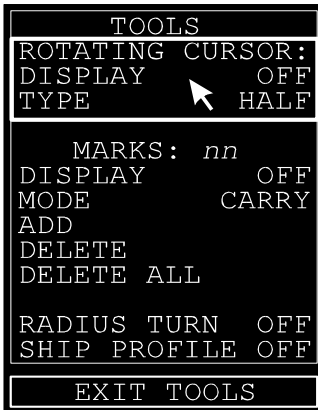 TOOLS
ROTATING CURSOR:
DISPLAY OFF
TYPE HALF
MARKS: nn
DISPLAY OFF
MODE CARRY
ADD
DELETE
DELETE ALL
RADIUS TURN OFF
SHIP PROFILE OFF
EXIT TOOLS